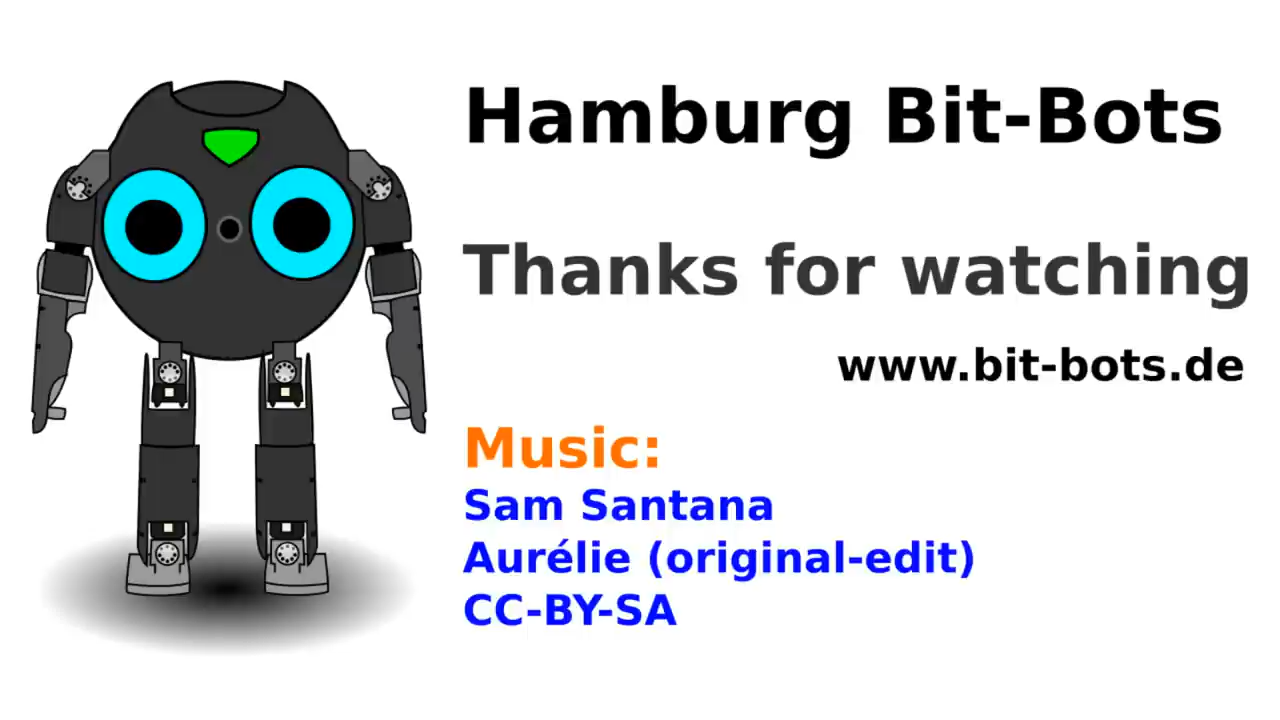 Hamburg Bit-Bots
Thanks for watching
www.bit-bots.de
Music:
Sam Santana
Aurélie (original-edit)
CC-BY-SA